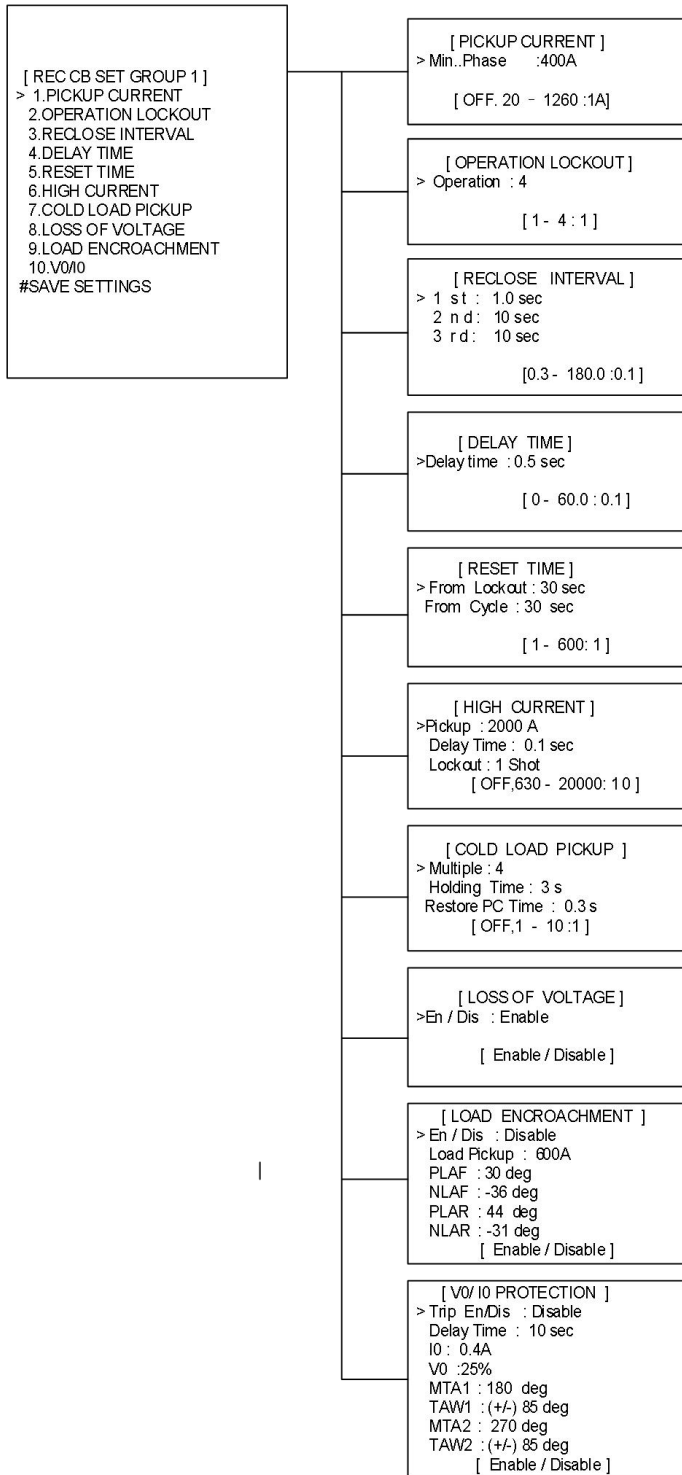 [ REC CB SET GROUP 1 ]
> 1.PICKUP CURRENT
2.OPERATION LOCKOUT
3.RECLOSE INTERVAL
4.DELAY TIME
5.RESET TIME
6.HIGH CURRENT
7.COLD LOAD PICKUP
8.LOSS OF VOLTAGE
9.LOAD ENCROACHMENT
10.V0/I0
#SAVE SETTINGS
[ PICKUP CURRENT ]
> Min..Phase :400A
[ OFF. 20 - 1260 :1A]
[ OPERATION LOCKOUT ]
> Operation : 4
[ 1 - 4 : 1 ]
[ RECLOSE INTERVAL ]
> 1 st : 1.0 sec
2 nd : 10 sec
3 rd : 10 sec
[0.3 - 180.0 :0.1 ]
[ DELAY TIME ]
>Delay time : 0.5 sec
[ 0 - 60.0 : 0.1 ]
[ RESET TIME ]
> From Lockout : 30 sec
From Cycle : 30 sec
[ 1 - 600: 1 ]
[ HIGH CURRENT ]
>Pickup : 2000 A
Delay Time : 0.1 sec
Lockout : 1 Shot
[ OFF,630 - 20000: 10 ]
[ COLD LOAD PICKUP ]
> Multiple : 4
Holding Time : 3 s
Restore PC Time : 0.3 s
[ OFF,1 - 10 :1 ]
[ LOSS OF VOLTAGE ]
>En / Dis : Enable
[ Enable / Disable ]
[ LOAD ENCROACHMENT ]
> En / Dis : Disable
Load Pickup : 600A
PLAF : 30 deg
NLAF : -36 deg
PLAR : 44 deg
NLAR : -31 deg
[ Enable / Disable ]
[ V0/ I0 PROTECTION ]
> Trip En/Dis : Disable
Delay Time : 10 sec
I0 : 0.4A
V0 :25%
MTA1 : 180 deg
TAW1 : (+/-) 85 deg
MTA2 : 270 deg
TAW2 : (+/-) 85 deg
[ Enable / Disable ]